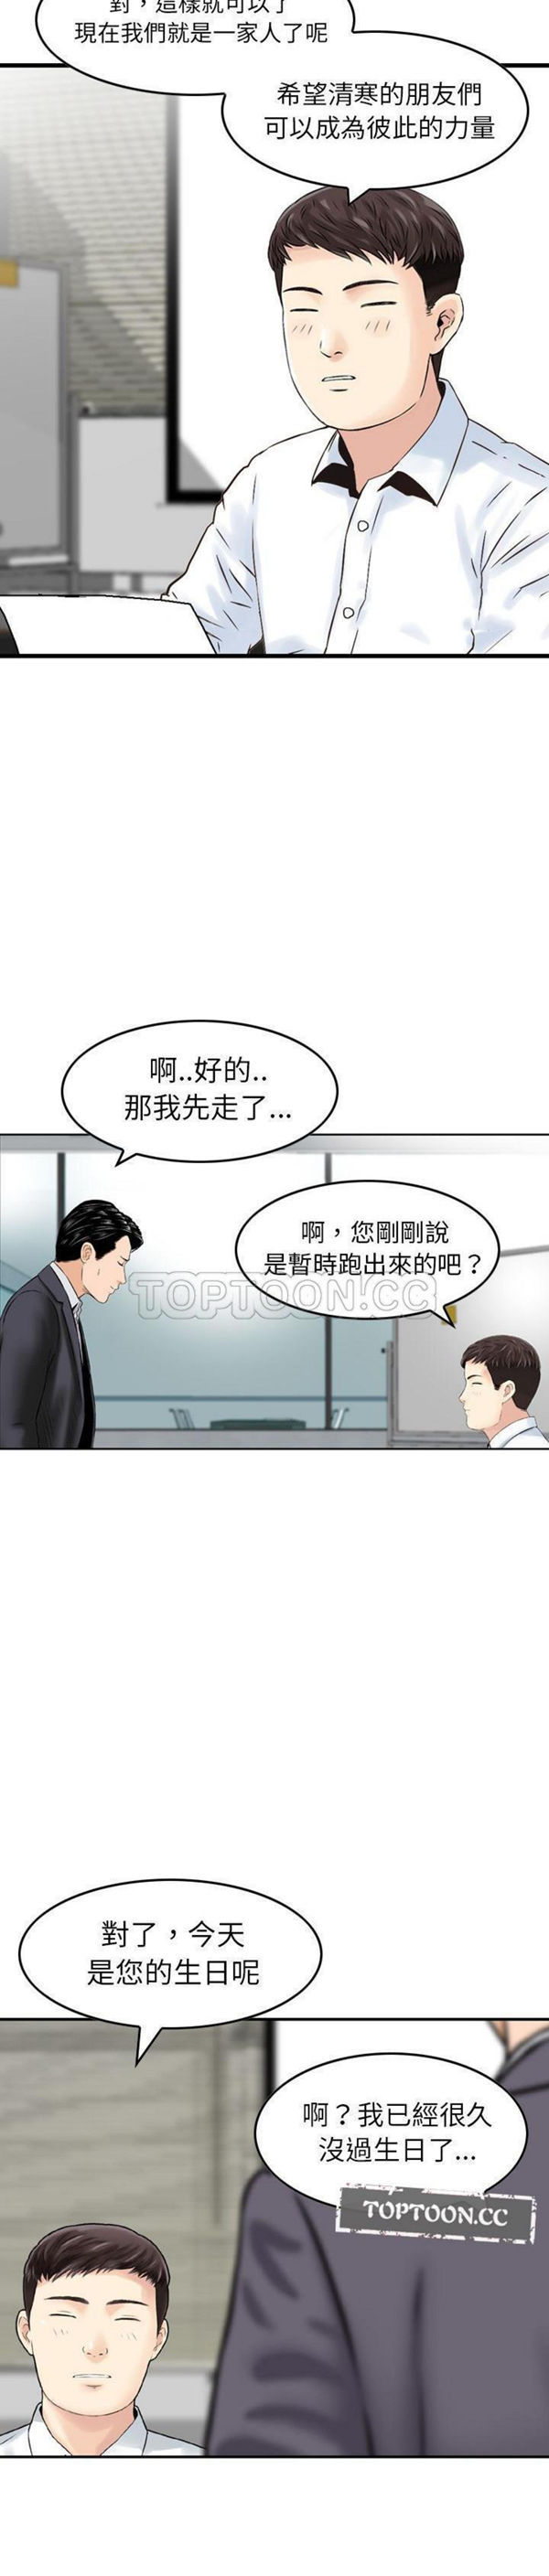 對，這樣就可以了
現在我們就是一家人了呢
希望清寒的朋友們
可以成為彼此的力量
啊..好的..
那我先走了...
啊，您剛剛說
是暫時跑出來的吧？
TOPTOON.CC
對了，今天
是您的生日呢
啊？我已經很久
沒過生日了...
TOPTOON.CC